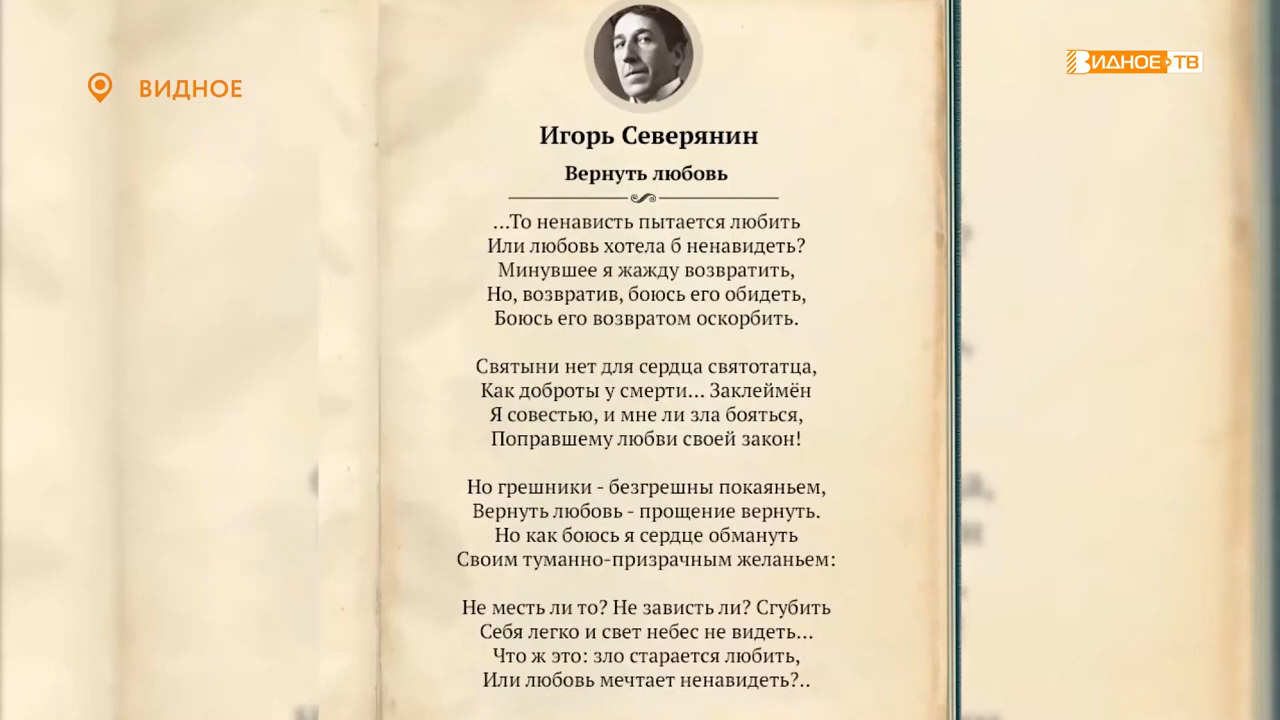 ВИДНОЕ
ВИДНОЕ ТВ
Игорь Северянин
Вернуть любовь
...То ненависть пытается любить
Или любовь хотела б ненавидеть?
Минувшее я жажду возвратить,
Но, возвратив, боюсь его обидеть,
Боюсь его возвратом оскорбить.
Святыни нет для сердца святотатца,
Как доброты у смерти... Заклеймён
Я совестью, и мне ли зла бояться,
Поправшему любви своей закон!
Но грешники - безгрешны покаяньем,
Вернуть любовь - прощение вернуть.
Но как боюсь я сердце обмануть
Своим туманно-призрачным желаньем:
Не месть ли то? Не зависть ли? Сгубить
Себя легко и свет небес не видеть...
Что ж это: зло старается любить,
Или любовь мечтает ненавидеть?..